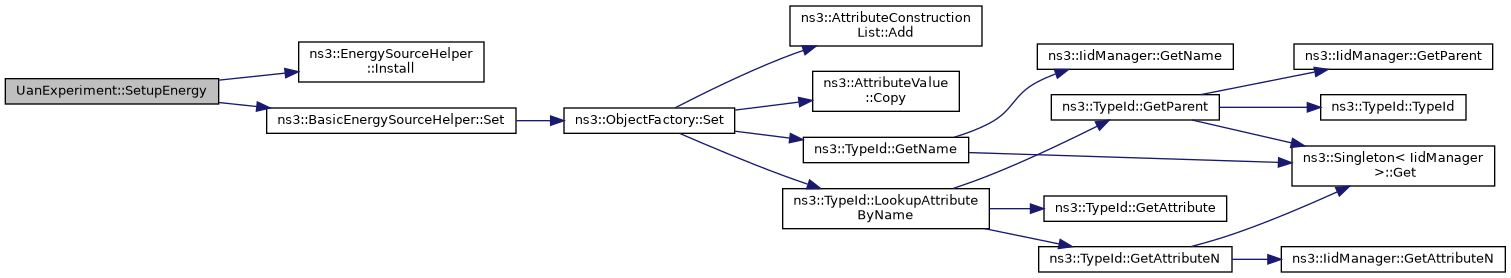 UanExperiment::SetupEnergy
ns3::EnergySourceHelper
::Install
ns3::BasicEnergySourceHelper::Set
ns3::ObjectFactory::Set
ns3::AttributeConstruction
List::Add
ns3::AttributeValue
::Copy
ns3::TypeId::GetName
ns3::TypeId::LookupAttribute
ByName
ns3::IidManager::GetName
ns3::TypeId::GetParent
ns3::TypeId::GetAttribute
ns3::TypeId::GetAttributeN
ns3::IidManager::GetParent
ns3::TypeId::TypeId
ns3::Singleton< IidManager
>::Get
ns3::IidManager::GetAttributeN